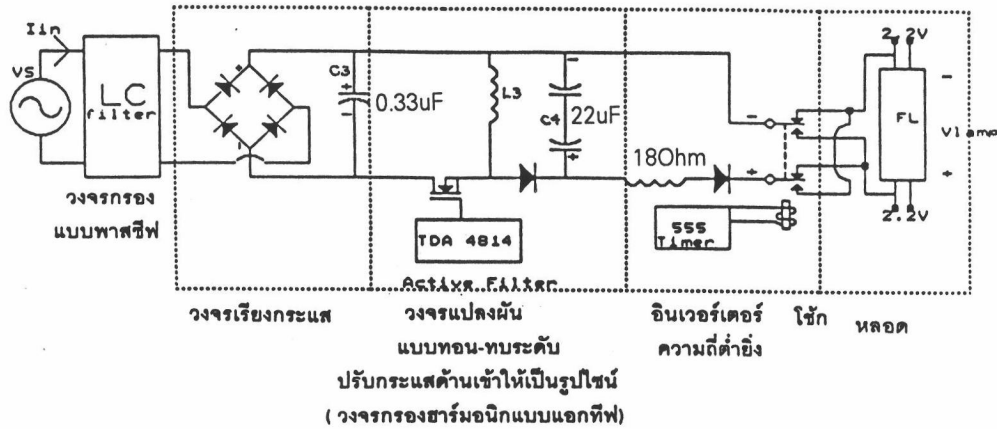 Iin
VS
LC
filter
วงจรกรอง
แบบพาสซีฟ
+
-
C3
+
-
0.33uF
L3
-
C4
+
22uF
TDA 4814
Active Filter
18Ohm
-
+
555
Timer
2.2V
FL
-
Vlamp
+
2.2V
วงจรเรียงกระแส
วงจรแปลงผัน
แบบทอน-ทบระดับ
ปรับกระแสด้านเข้าให้เป็นรูปไซน์
( วงจรกรองฮาร์มอนิกแบบแอกทีฟ)
อินเวอร์เตอร์
ความถี่ต่ำยิ่ง
โช้ก
หลอด